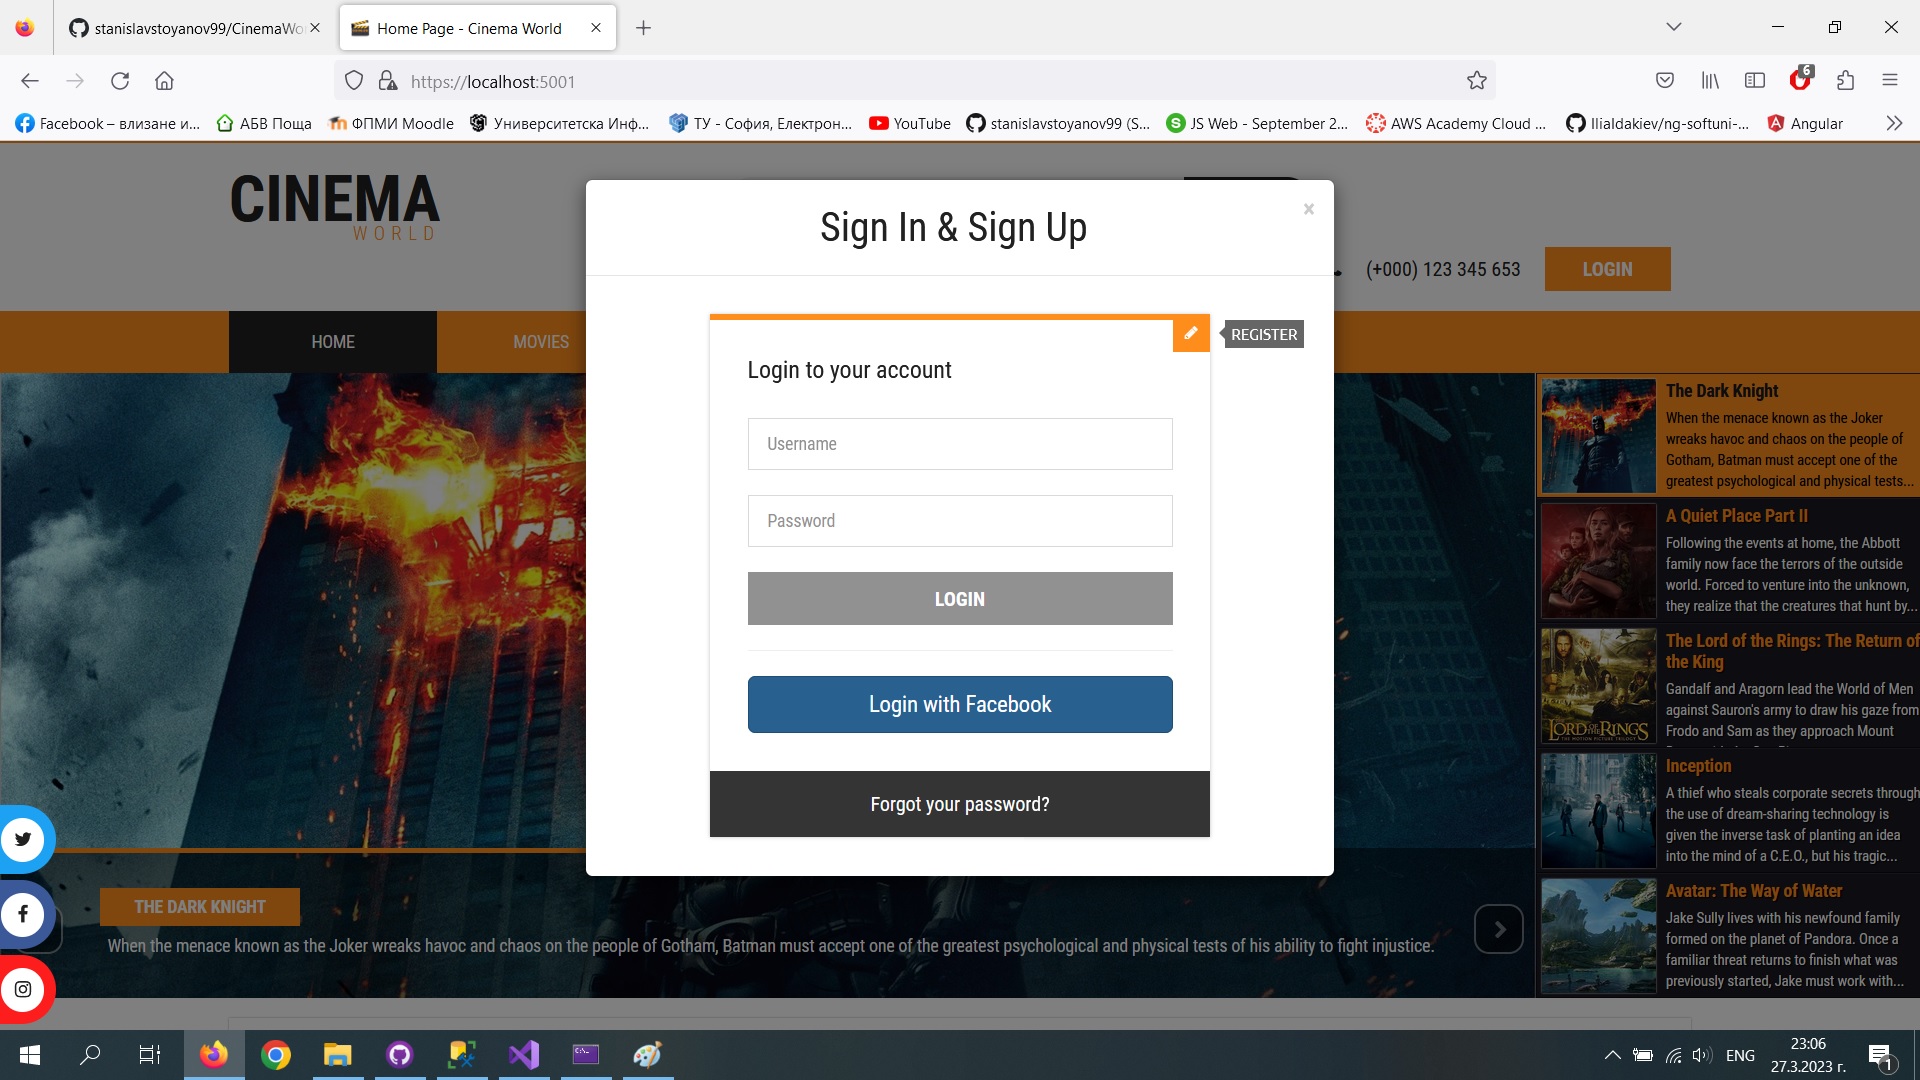 stanislavstoyanov99/CinemaWo
Home Page - Cinema World
https://localhost:5001
6
Facebook – влизане и...
АБВ Поща
ФПМИ Moodle
Университетска Инф...
ТУ - София, Електрон...
YouTube
stanislavstoyanov99 (S...
JS Web - September 2...
AWS Academy Cloud ...
IliaIdakiev/ng-softuni-...
Angular
CINEMA
WORLD
Sign In & Sign Up
×
(+000) 123 345 653
LOGIN
HOME
MOVIES
REGISTER
Login to your account
Username
Password
LOGIN
Login with Facebook
Forgot your password?
The Dark Knight
When the menace known as the Joker
wreaks havoc and chaos on the people of
Gotham, Batman must accept one of the
greatest psychological and physical tests...
A Quiet Place Part II
Following the events at home, the Abbott
family now face the terrors of the outside
world. Forced to venture into the unknown,
they realize that the creatures that hunt by...
The Lord of the Rings: The Return of
the King
Gandalf and Aragorn lead the World of Men
against Sauron's army to draw his gaze from
Frodo and Sam as they approach Mount
LORD OF THE RINGS
Inception
A thief who steals corporate secrets through
the use of dream-sharing technology is
given the inverse task of planting an idea
into the mind of a C.E.O., but his tragic...
Avatar: The Way of Water
Jake Sully lives with his newfound family
formed on the planet of Pandora. Once a
familiar threat returns to finish what was
previously started, Jake must work with...
THE DARK KNIGHT
When the menace known as the Joker wreaks havoc and chaos on the people of Gotham, Batman must accept one of the greatest psychological and physical tests of his ability to fight injustice.
ENG
23:06
27.3.2023 г.
1